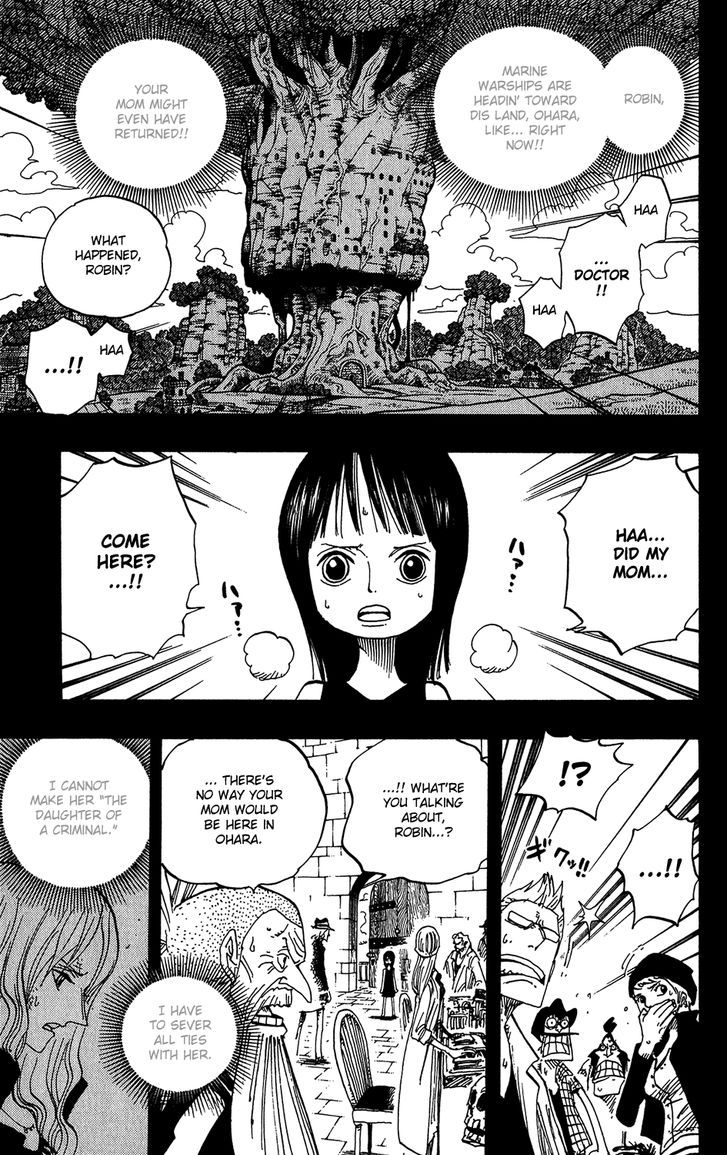 ROBIN,
MARINE
WARSHIPS ARE
HEADIN' TOWARD
DIS LAND, OHARA,
LIKE... RIGHT
NOW!!
YOUR
MOM MIGHT
EVEN HAVE
RETURNED!!
HAA
...
DOCTOR
!!
HAA
WHAT
HAPPENED,
ROBIN?
HAA
...!!
HAA...
DID MY
MOM...
ハァ…
COME
HERE?
...!!
ハァ…
!?
...!!
ギクッ!!
...!! WHAT'RE
YOU TALKING
ABOUT,
ROBIN...?
... THERE'S
NO WAY YOUR
MOM WOULD
BE HERE IN
OHARA.
I CANNOT
MAKE HER "THE
DAUGHTER OF
A CRIMINAL."
I HAVE
TO SEVER
ALL TIES
WITH HER.